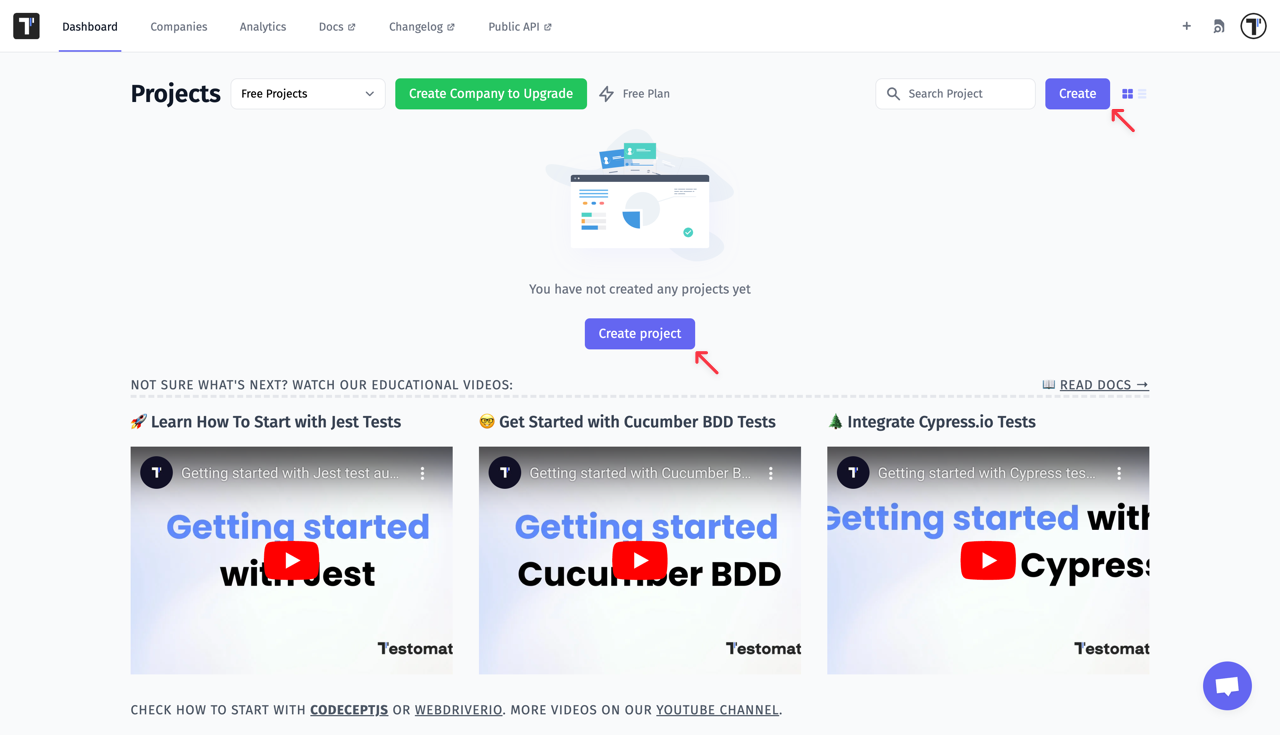 Dashboard
Companies
Analytics
Docs
Changelog
Public API
Projects
Free Projects
Create Company to Upgrade
Free Plan
Search Project
Create
You have not created any projects yet
Create project
NOT SURE WHAT'S NEXT? WATCH OUR EDUCATIONAL VIDEOS:
📖 READ DOCS →
🚀 Learn How To Start with Jest Tests
🤓 Get Started with Cucumber BDD Tests
🌲 Integrate Cypress.io Tests
Getting started with Jest test au...
Getting started
with Jest
Testomat
Getting started with Cucumber B...
Getting started
Cucumber BDD
Testomat
Getting started with Cypress tes...
Getting started with
Cypress
Testomat
CHECK HOW TO START WITH CODECEPTJS OR WEBDRIVERIO. MORE VIDEOS ON OUR YOUTUBE CHANNEL.